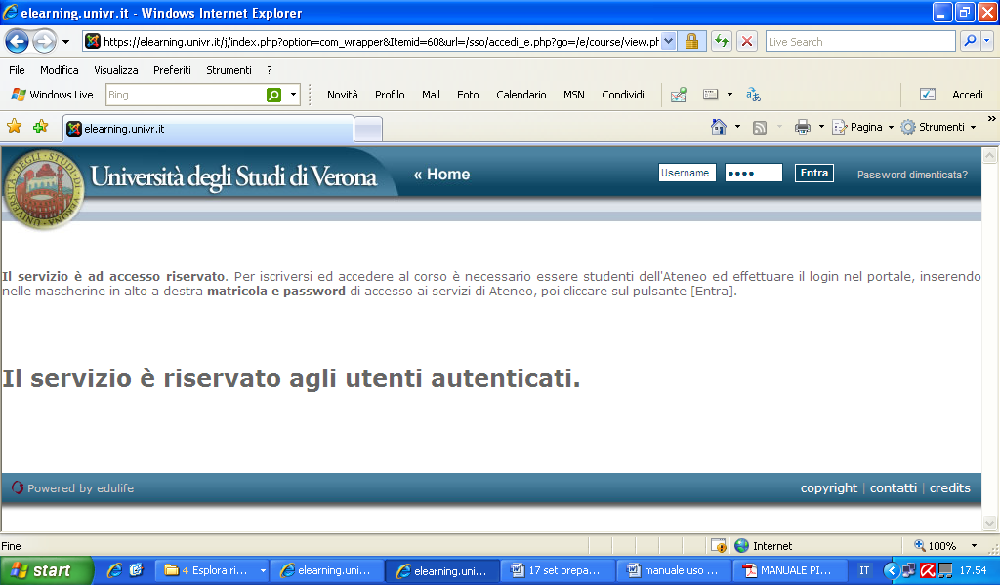 elearning.univr.it - Windows Internet Explorer
https://elearning.univr.it/j/index.php?option=com_wrapper&Itemid=60&url=/sso/accedi_e.php?go=/e/course/view.ph
Live Search
File Modifica Visualizza Preferiti Strumenti ?
Windows Live Bing Novità Profilo Mail Foto Calendario MSN Condividi Accedi
elearning.univr.it Pagina Strumenti
Università degli Studi di Verona « Home Username •••• Entra Password dimenticata?
Il servizio è ad accesso riservato. Per iscriversi ed accedere al corso è necessario essere studenti dell'Ateneo ed effettuare il login nel portale, inserendo
nelle mascherine in alto a destra matricola e password di accesso ai servizi di Ateneo, poi cliccare sul pulsante [Entra].
Il servizio è riservato agli utenti autenticati.
Powered by edulife copyright | contatti | credits
Fine Internet 100%
start 4 Esplora ri... elearning.uni... elearning.uni... 17 set prepa... manuale uso ... MANUALE PI... IT 17.54